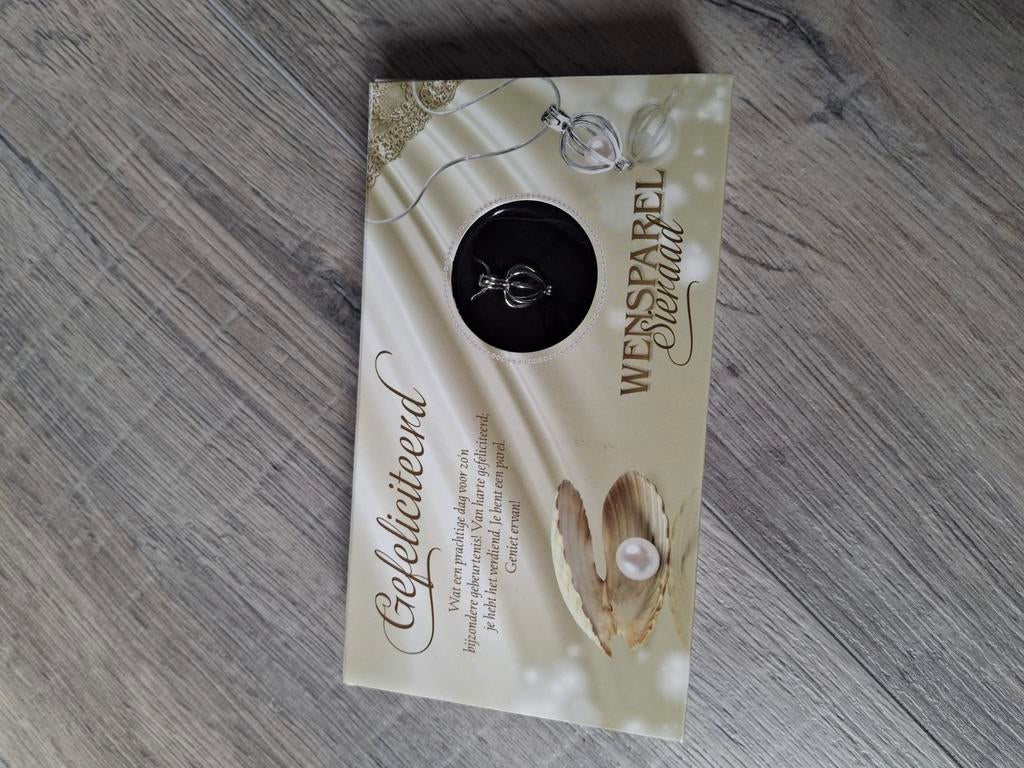 Gefeliciteerd
Wat een prachtige dag voor zo'n
bijzondere gebeurtenis! Van harte gefeliciteerd;
je hebt het verdiend. Je bent een parel.
Geniet ervan!
WENSPAREL
Sieraad